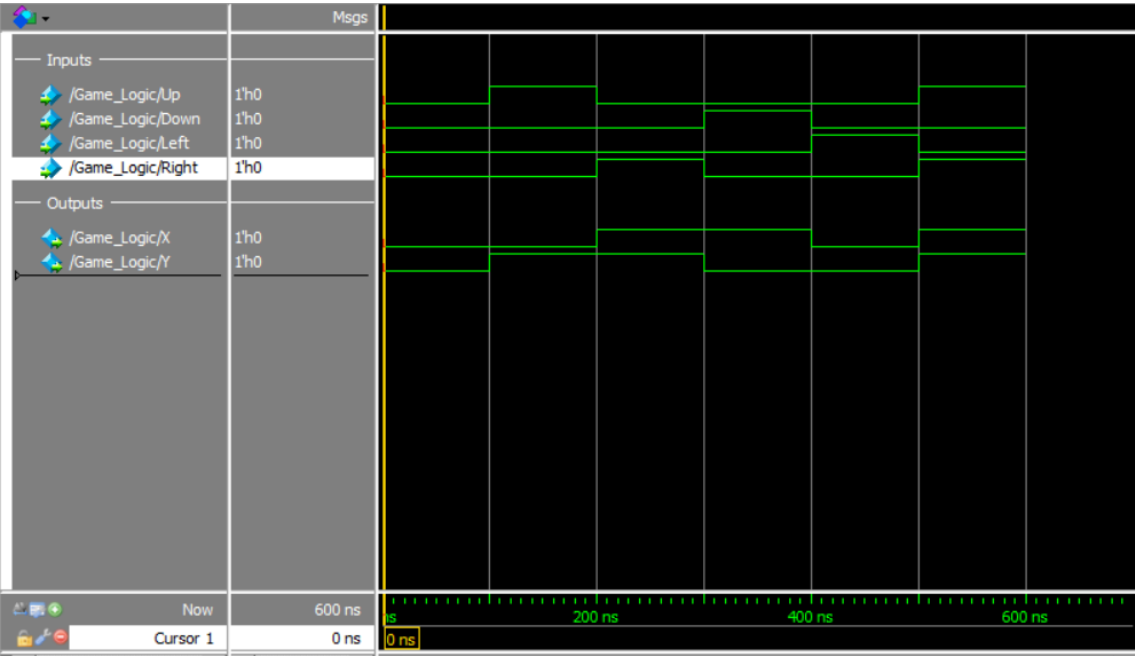 Msgs
Inputs
/Game_Logic/Up 1'h0
/Game_Logic/Down 1'h0
/Game_Logic/Left 1'h0
/Game_Logic/Right 1'h0
Outputs
/Game_Logic/X 1'h0
/Game_Logic/Y 1'h0
Now 600 ns ns 200 ns 400 ns 600 ns
Cursor 1 0 ns 0 ns